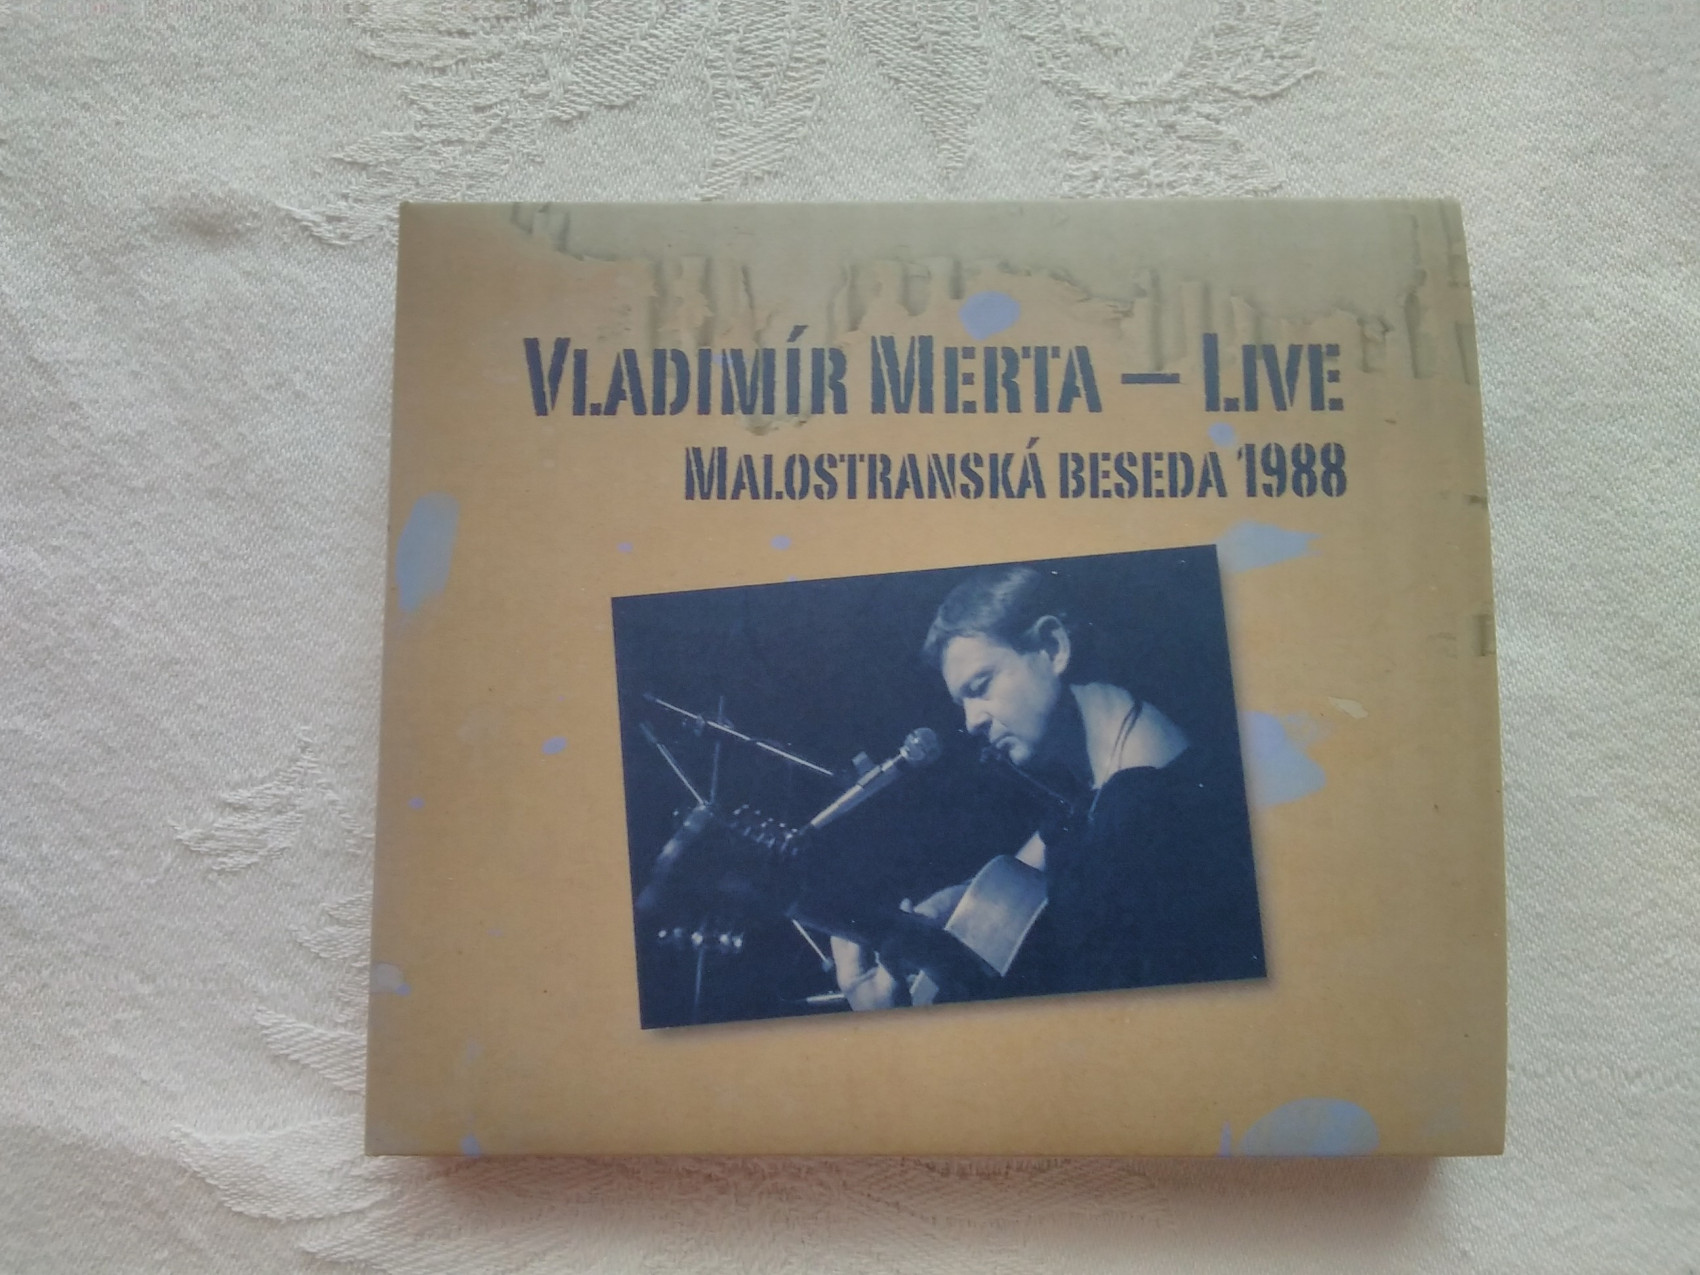 Vladimír Merta – Live
Malostranská beseda 1988